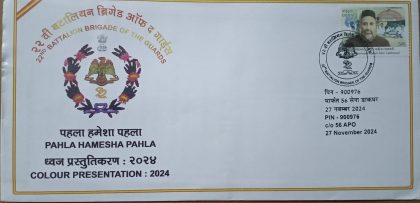 २२ वी बटालियन ब्रिगेड ऑफ द गार्ड्स
22ND BATTALION BRIGADE OF THE GUARDS
पहला हमेशा पहला
PAHLA HAMESHA PAHLA
ध्वज प्रस्तुतिकरण : २०२४
COLOUR PRESENTATION : 2024
पिन - 900976
मार्फत 56 सेना डाकघर
27 नवम्बर 2024
PIN - 900976
c/o 56 APO
27 November 2024